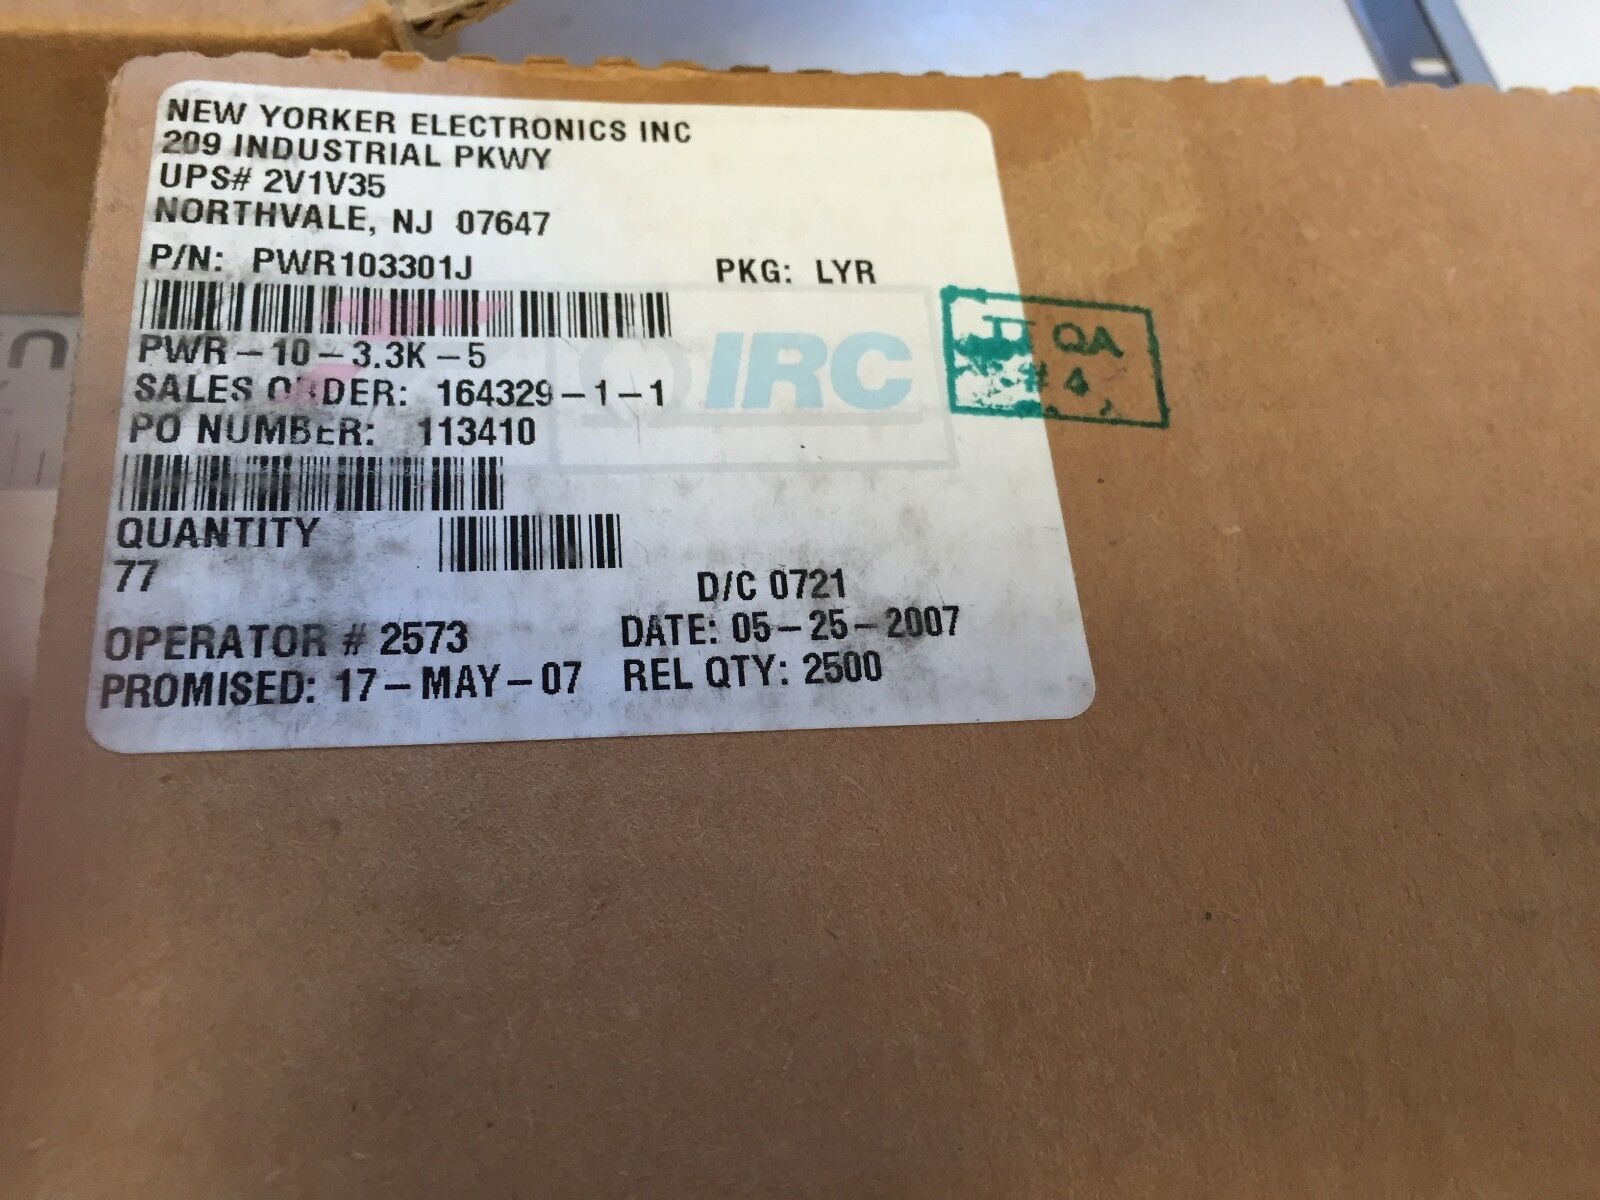 NEW YORKER ELECTRONICS INC
209 INDUSTRIAL PKWY
UPS# 2V1V35
NORTHVALE, NJ 07647
P/N: PWR103301J PKG: LYR
PWR-10-3.3K-5
IRC
QA
# 4
SALES ORDER: 164329-1-1
PO NUMBER: 113410
QUANTITY
77
D/C 0721
OPERATOR # 2573 DATE: 05-25-2007
PROMISED: 17-MAY-07 REL QTY: 2500